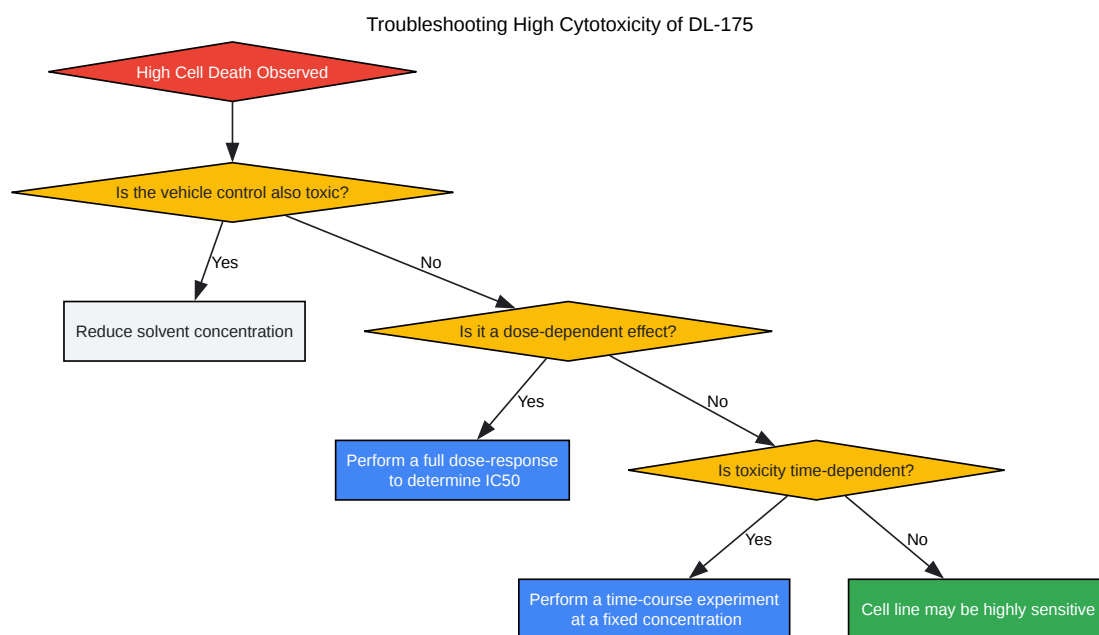 Troubleshooting High Cytotoxicity of DL-175
High Cell Death Observed
Is the vehicle control also toxic?
Yes
No
Reduce solvent concentration
Is it a dose-dependent effect?
Yes
No
Perform a full dose-response
to determine IC50
Is toxicity time-dependent?
Yes
No
Perform a time-course experiment
at a fixed concentration
Cell line may be highly sensitive